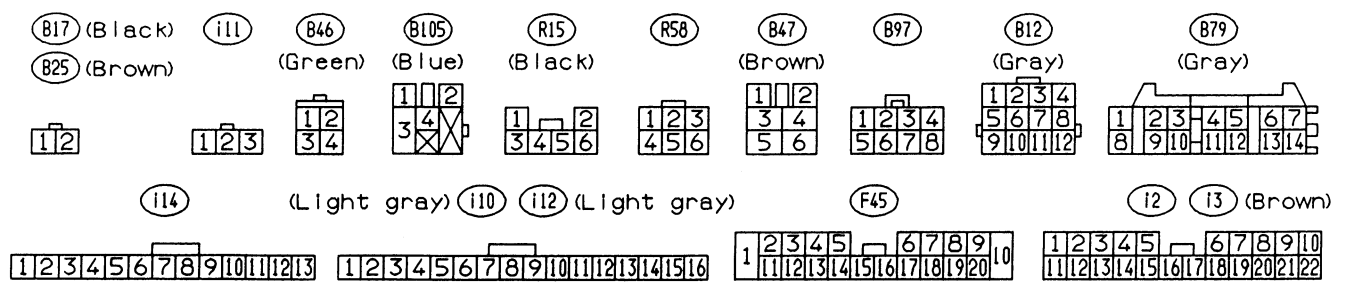 B17 (Black) i11 B46 B105 R15 R58 B47 B97 B12 B79
B25 (Brown) (Green) (Blue) (Black) (Brown) (Gray) (Gray)
1 2
1 2 3
1 2
3 4
1 2
3 4
1 2
3 4 5 6
1 2 3
4 5 6
1 2
3 4
5 6
1 2 3 4
5 6 7 8
1 2 3 4
5 6 7 8
9 10 11 12
1 2 3 4 5 6 7
8 9 10 11 12 13 14
i14 (Light gray) i10 i12 (Light gray) F45 i2 i3 (Brown)
1 2 3 4 5 6 7 8 9 10 11 12 13
1 2 3 4 5 6 7 8 9 10 11 12 13 14 15 16
1 2 3 4 5 6 7 8 9 10
11 12 13 14 15 16 17 18 19 20
1 2 3 4 5 6 7 8 9 10
11 12 13 14 15 16 17 18 19 20 21 22